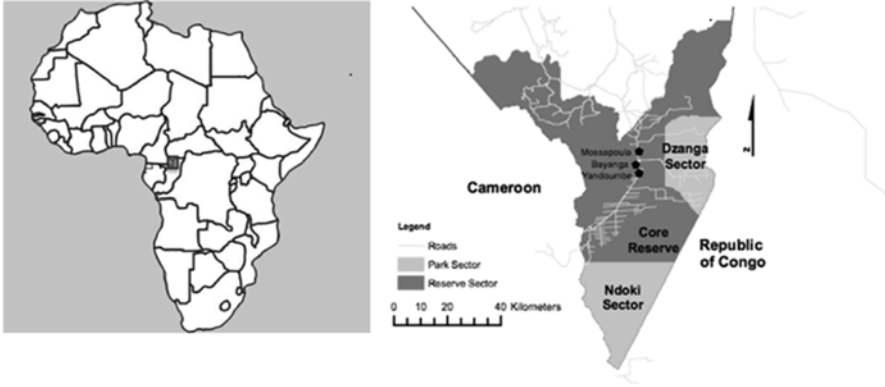 Mossapoula
Bayanga
Yandoumbe
Dzanga
Sector
Cameroon
Legend
Roads
Park Sector
Reserve Sector
0 10 20 40 Kilometers
Core
Reserve
Republic
of Congo
Ndoki
Sector
N